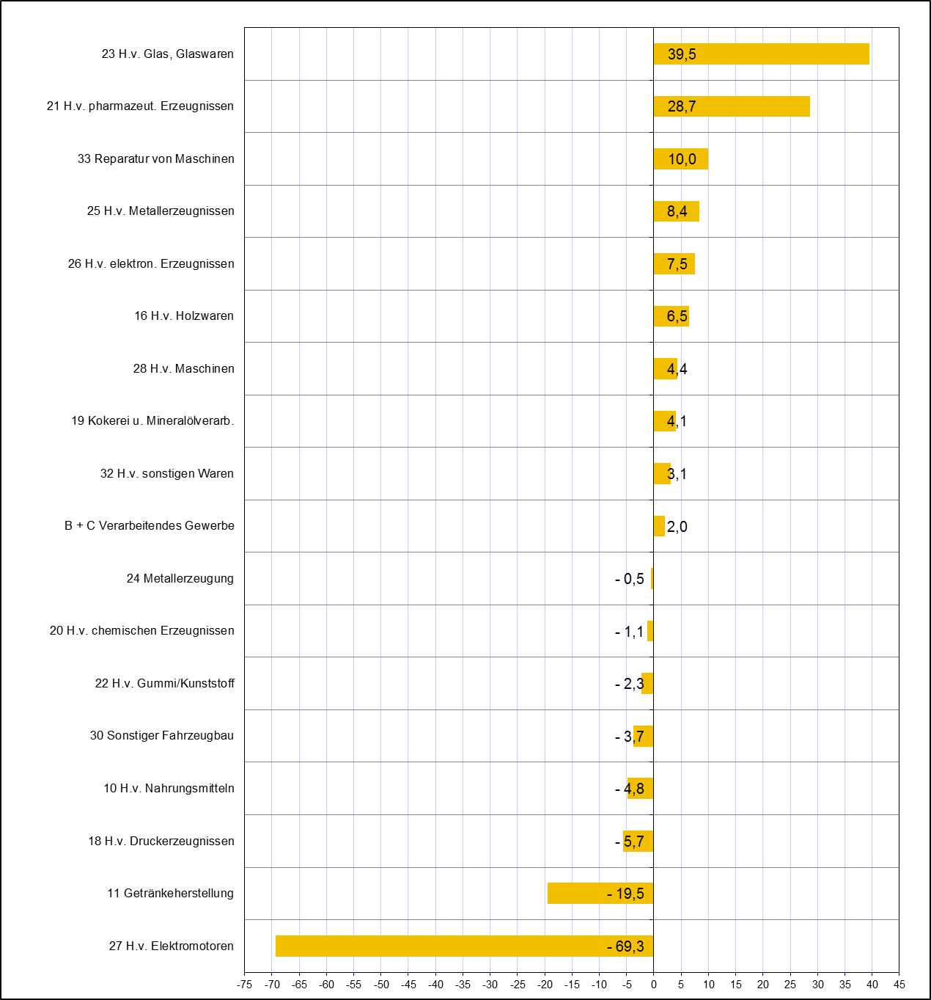 23 H.v. Glas, Glaswaren 39,5
21 H.v. pharmazeut. Erzeugnissen 28,7
33 Reparatur von Maschinen 10,0
25 H.v. Metallerzeugnissen 8,4
26 H.v. elektron. Erzeugnissen 7,5
16 H.v. Holzwaren 6,5
28 H.v. Maschinen 4,4
19 Kokerei u. Mineralölverarb. 4,1
32 H.v. sonstigen Waren 3,1
B + C Verarbeitendes Gewerbe 2,0
24 Metallerzeugung - 0,5
20 H.v. chemischen Erzeugnissen - 1,1
22 H.v. Gummi/Kunststoff - 2,3
30 Sonstiger Fahrzeugbau - 3,7
10 H.v. Nahrungsmitteln - 4,8
18 H.v. Druckerzeugnissen - 5,7
11 Getränkeherstellung - 19,5
27 H.v. Elektromotoren - 69,3
-75 -70 -65 -60 -55 -50 -45 -40 -35 -30 -25 -20 -15 -10 -5 0 5 10 15 20 25 30 35 40 45